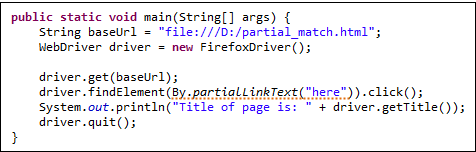 public static void main(String[] args) {
    String baseUrl = "file:///D:/partial_match.html";
    WebDriver driver = new FirefoxDriver();

    driver.get(baseUrl);
    driver.findElement(By.partialLinkText("here")).click();
    System.out.println("Title of page is: " + driver.getTitle());
    driver.quit();
}